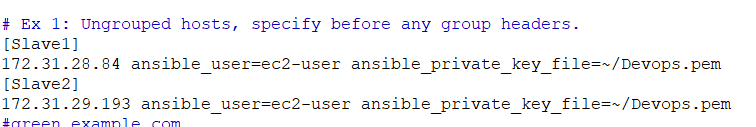 # Ex 1: Ungrouped hosts, specify before any group headers.
[Slave1]
172.31.28.84 ansible_user=ec2-user ansible_private_key_file=~/Devops.pem
[Slave2]
172.31.29.193 ansible_user=ec2-user ansible_private_key_file=~/Devops.pem
#green.example.com